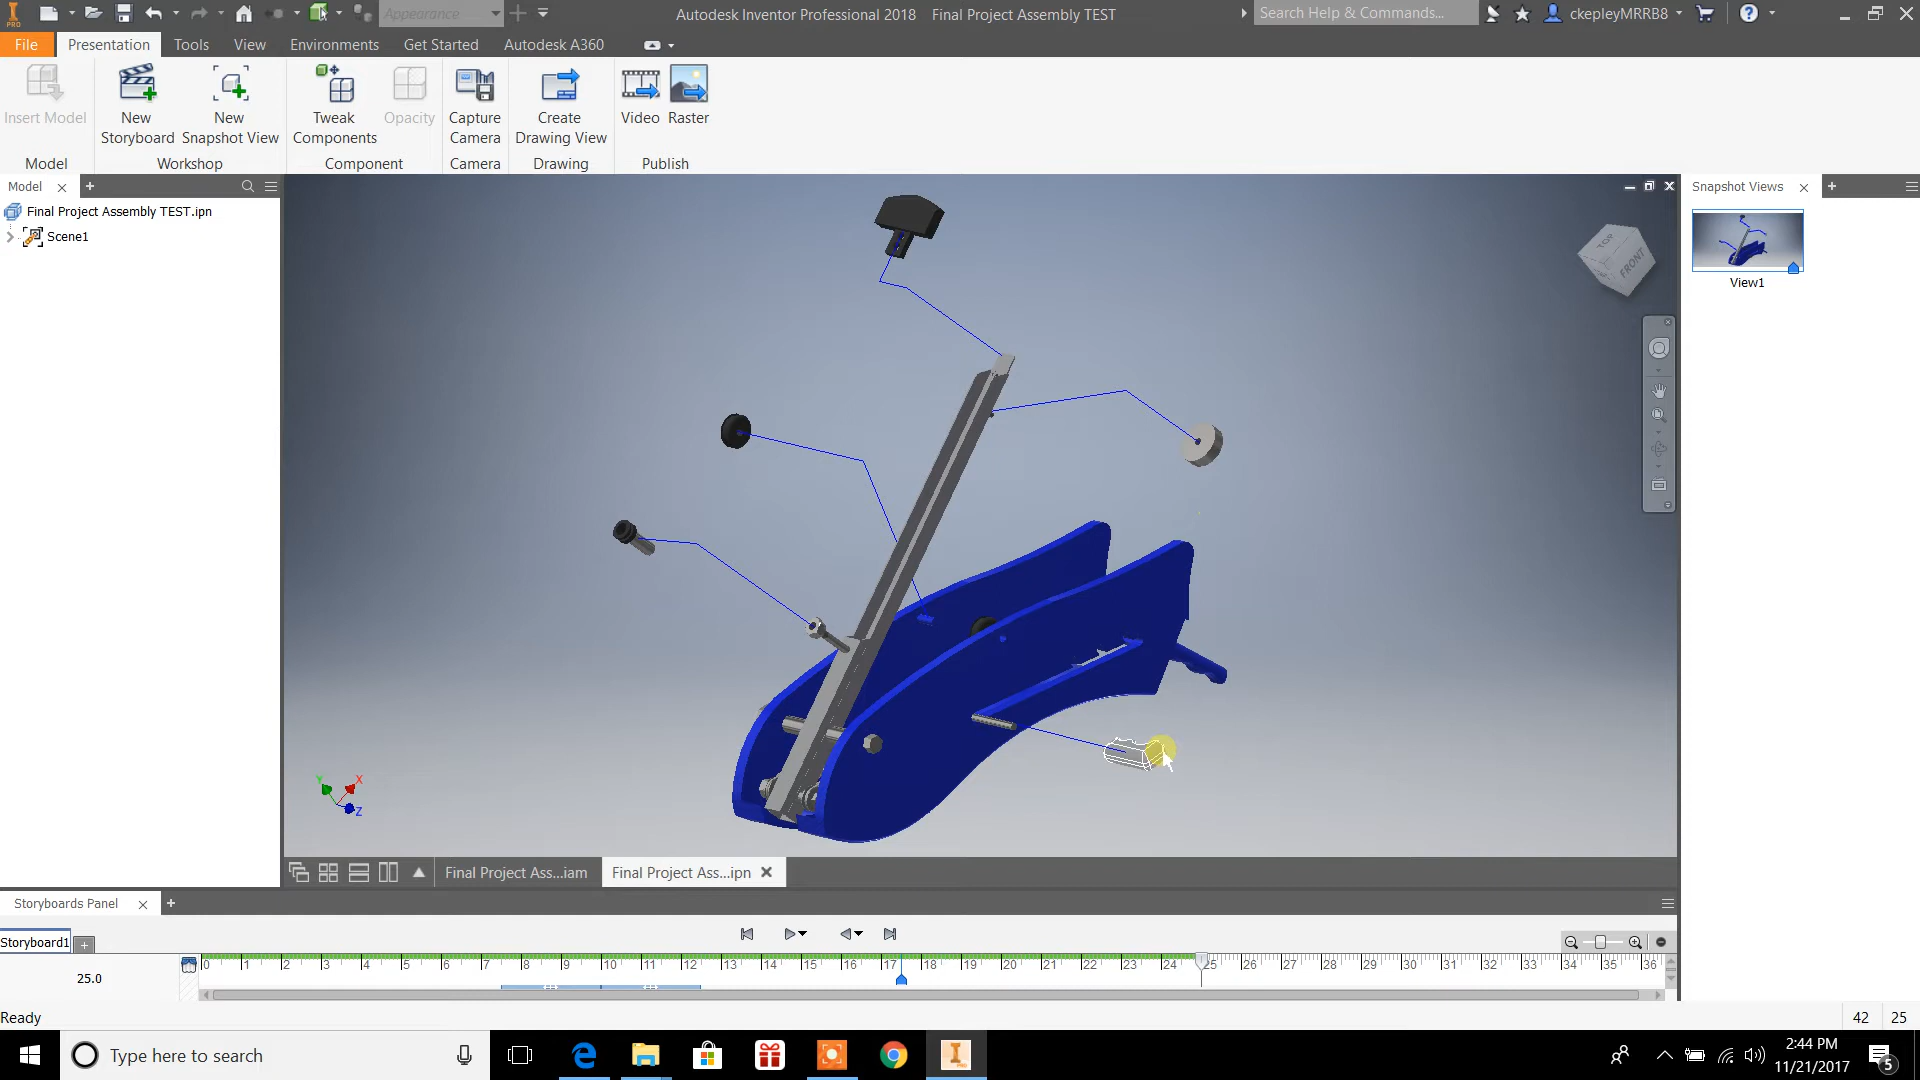 PRO
Appearance
Autodesk Inventor Professional 2018 Final Project Assembly TEST
Search Help & Commands...
ckepleyMRRB8
File Presentation Tools View Environments Get Started Autodesk A360
Insert Model
New Storyboard
New Snapshot View
Tweak Components
Opacity
Capture Camera
Create Drawing View
Video
Raster
Model Workshop Component Camera Drawing Publish
Model
Final Project Assembly TEST.ipn
Scene1
TOP
FRONT
Y X Z
Snapshot Views
View1
Final Project Ass...iam
Final Project Ass...ipn
Storyboards Panel
Storyboard1
25.0
0 1 2 3 4 5 6 7 8 9 10 11 12 13 14 15 16 17 18 19 20 21 22 23 24 25 26 27 28 29 30 31 32 33 34 35 36
Ready
42 25
Type here to search
2:44 PM
11/21/2017
5